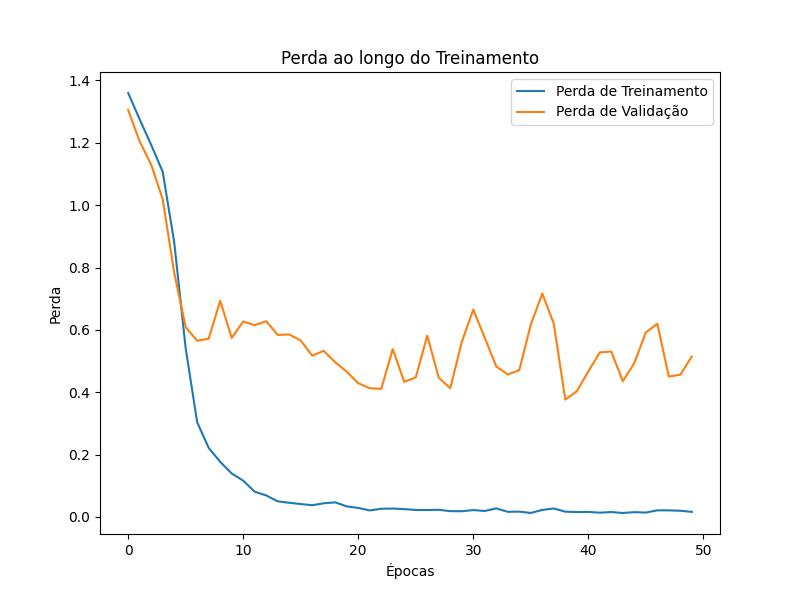 Perda ao longo do Treinamento
Perda de Treinamento
Perda de Validação
1.4
1.2
1.0
0.8
0.6
0.4
0.2
0.0
Perda
0 10 20 30 40 50
Épocas